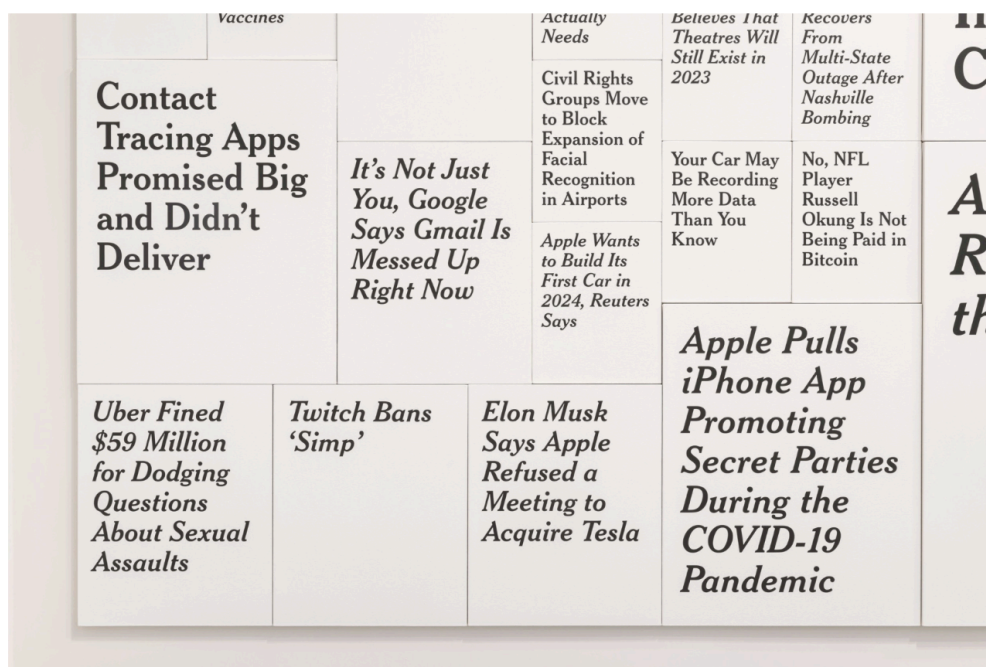 Vaccines
Contact
Tracing Apps
Promised Big
and Didn't
Deliver
It's Not Just
You, Google
Says Gmail Is
Messed Up
Right Now
Actually
Needs
Civil Rights
Groups Move
to Block
Expansion of
Facial
Recognition
in Airports
Apple Wants
to Build Its
First Car in
2024, Reuters
Says
Believes That
Theatres Will
Still Exist in
2023
Your Car May
Be Recording
More Data
Than You
Know
Recovers
From
Multi-State
Outage After
Nashville
Bombing
No, NFL
Player
Russell
Okung Is Not
Being Paid in
Bitcoin
Uber Fined
$59 Million
for Dodging
Questions
About Sexual
Assaults
Twitch Bans
‘Simp’
Elon Musk
Says Apple
Refused a
Meeting to
Acquire Tesla
Apple Pulls
iPhone App
Promoting
Secret Parties
During the
COVID-19
Pandemic